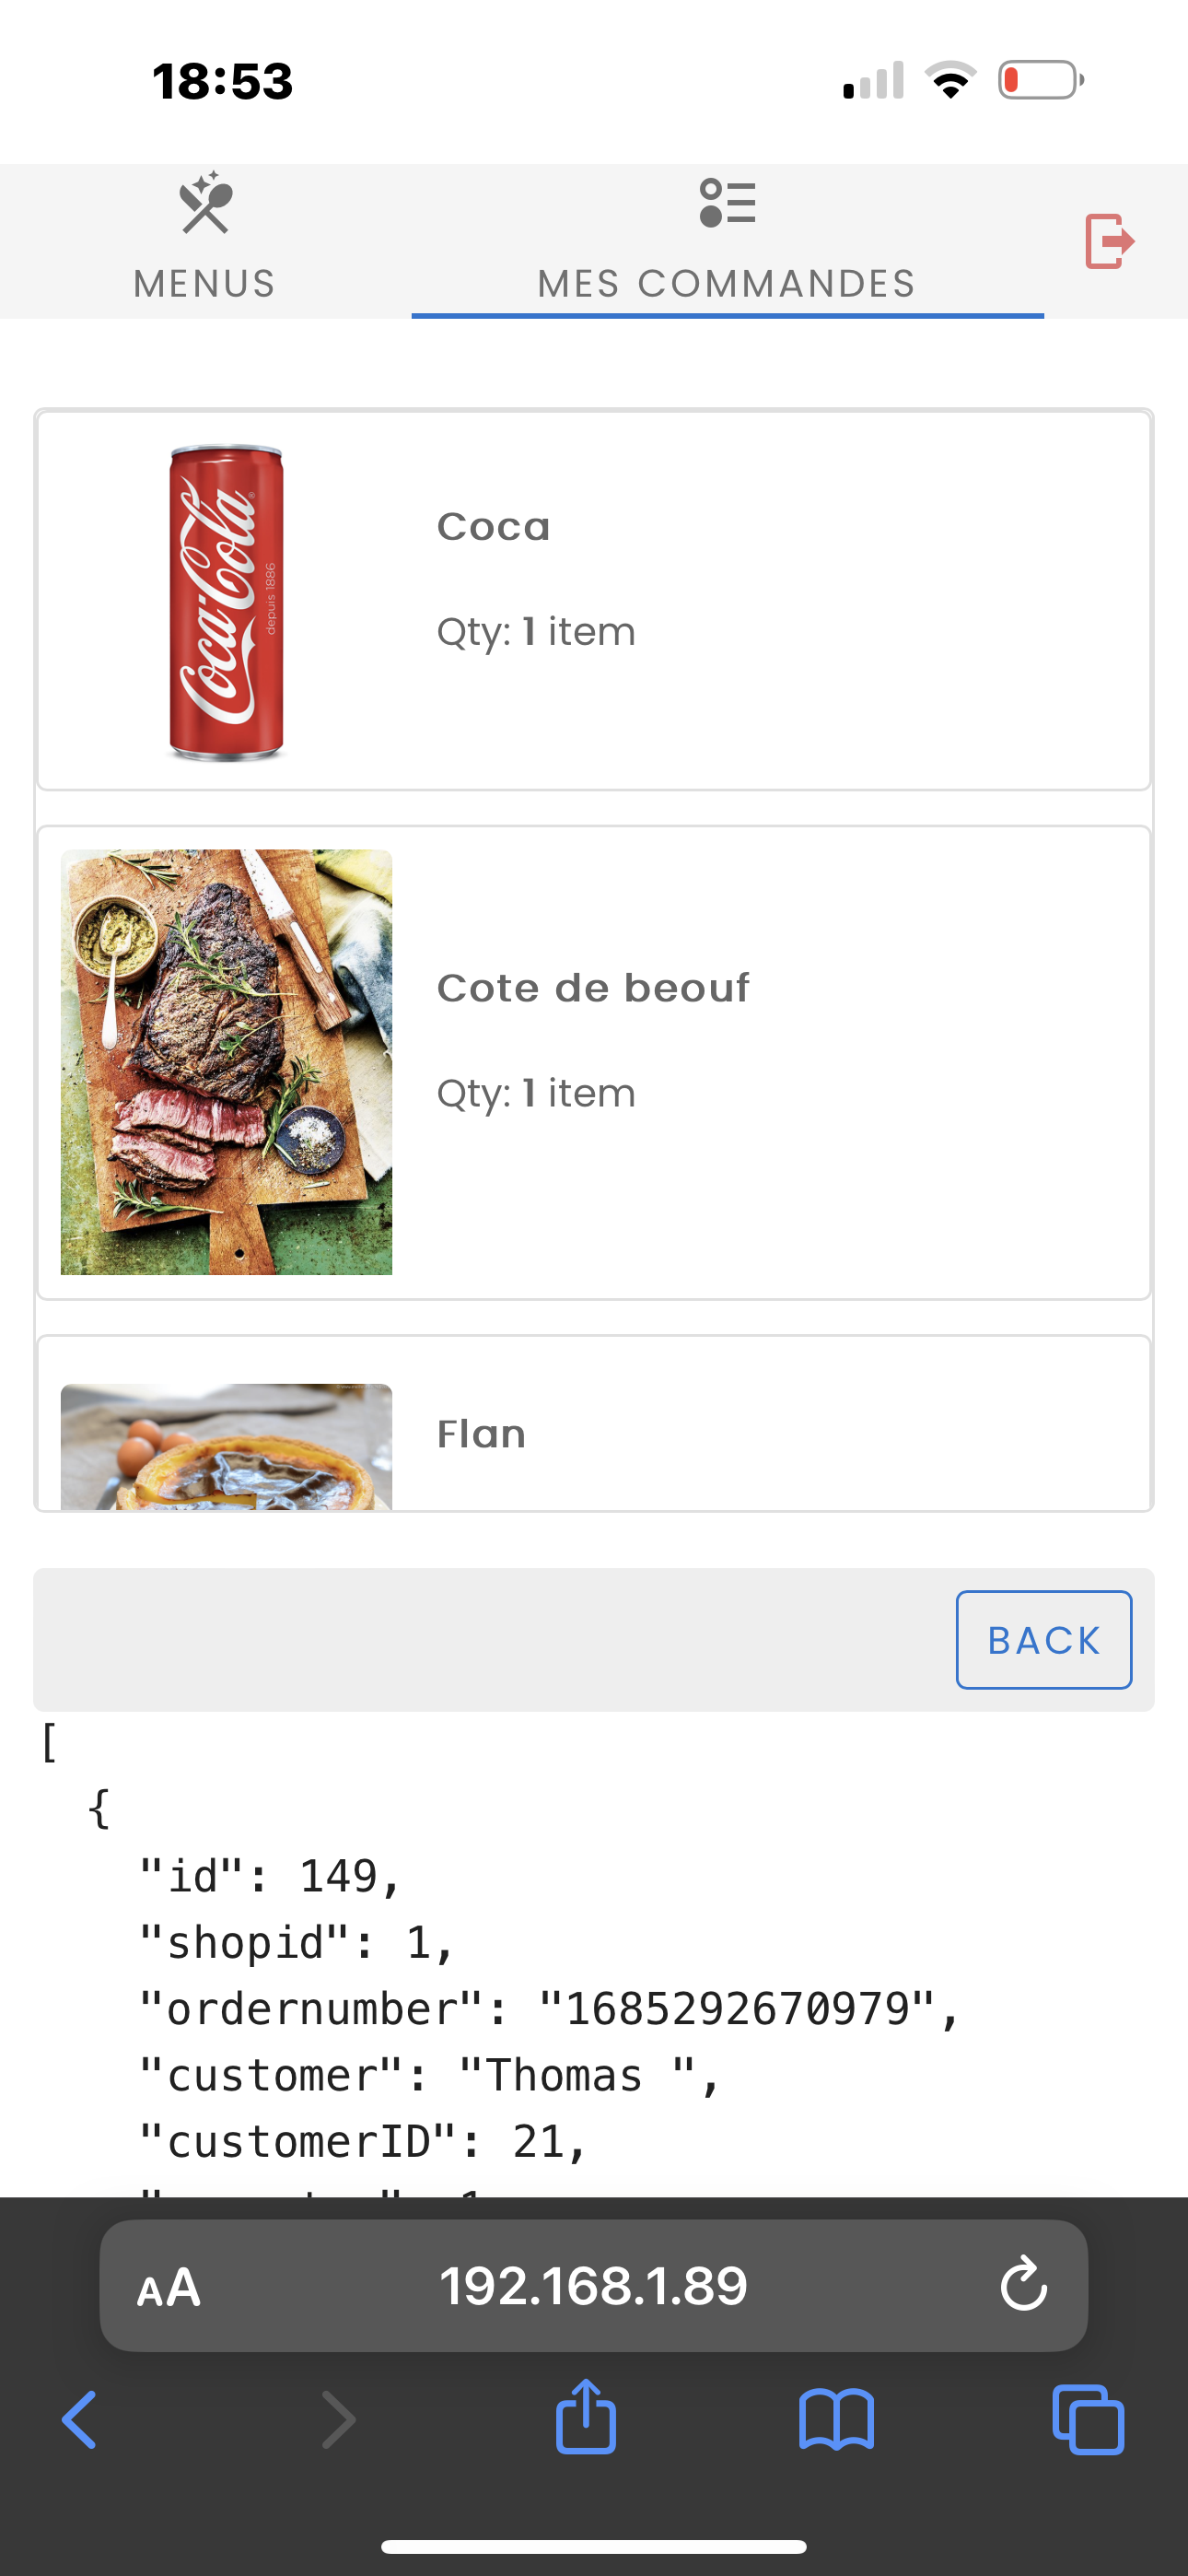 18:53
MENUS
MES COMMANDES
Coca-Cola
depuis 1886
Coca
Qty: 1 item
Cote de beouf
Qty: 1 item
Flan
BACK
[
{
"id": 149,
"shopid": 1,
"ordernumber": "1685292670979",
"customer": "Thomas ",
"customerID": 21,
AA
192.168.1.89